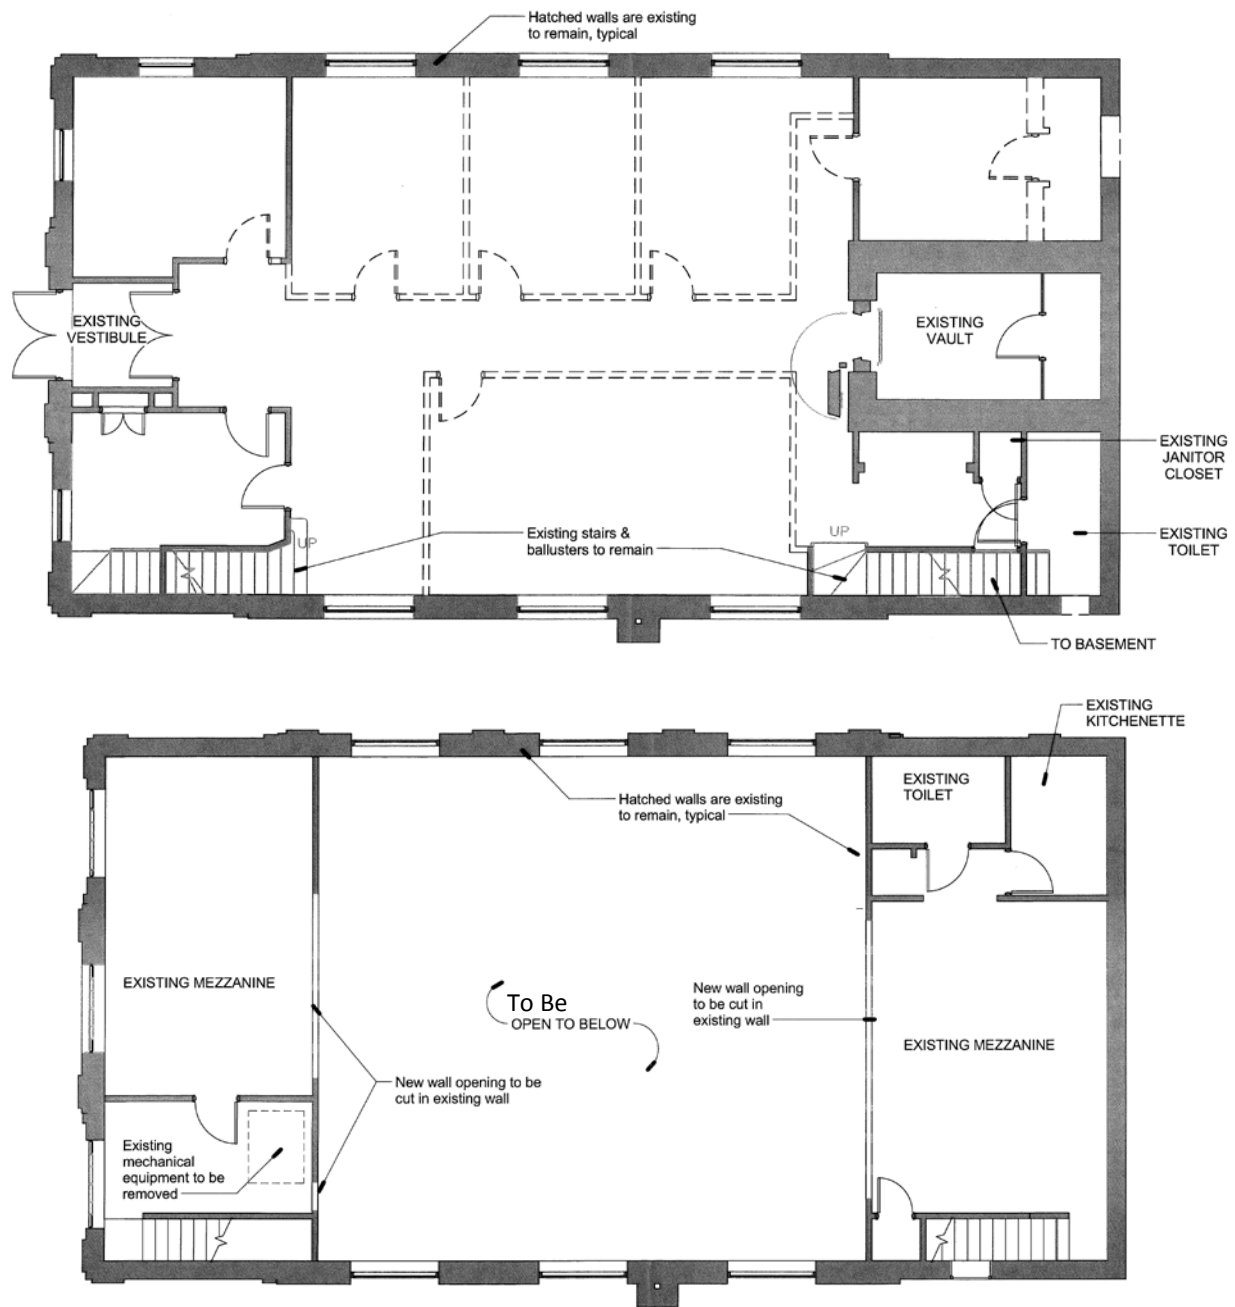 Hatched walls are existing
to remain, typical
EXISTING
VESTIBULE
EXISTING
VAULT
EXISTING
JANITOR
CLOSET
UP
Existing stairs &
ballusters to remain
UP
EXISTING
TOILET
TO BASEMENT
EXISTING
KITCHENETTE
EXISTING
TOILET
Hatched walls are existing
to remain, typical
EXISTING MEZZANINE
To Be
OPEN TO BELOW
New wall opening
to be cut in
existing wall
EXISTING MEZZANINE
New wall opening to be
cut in existing wall
Existing
mechanical
equipment to be
removed